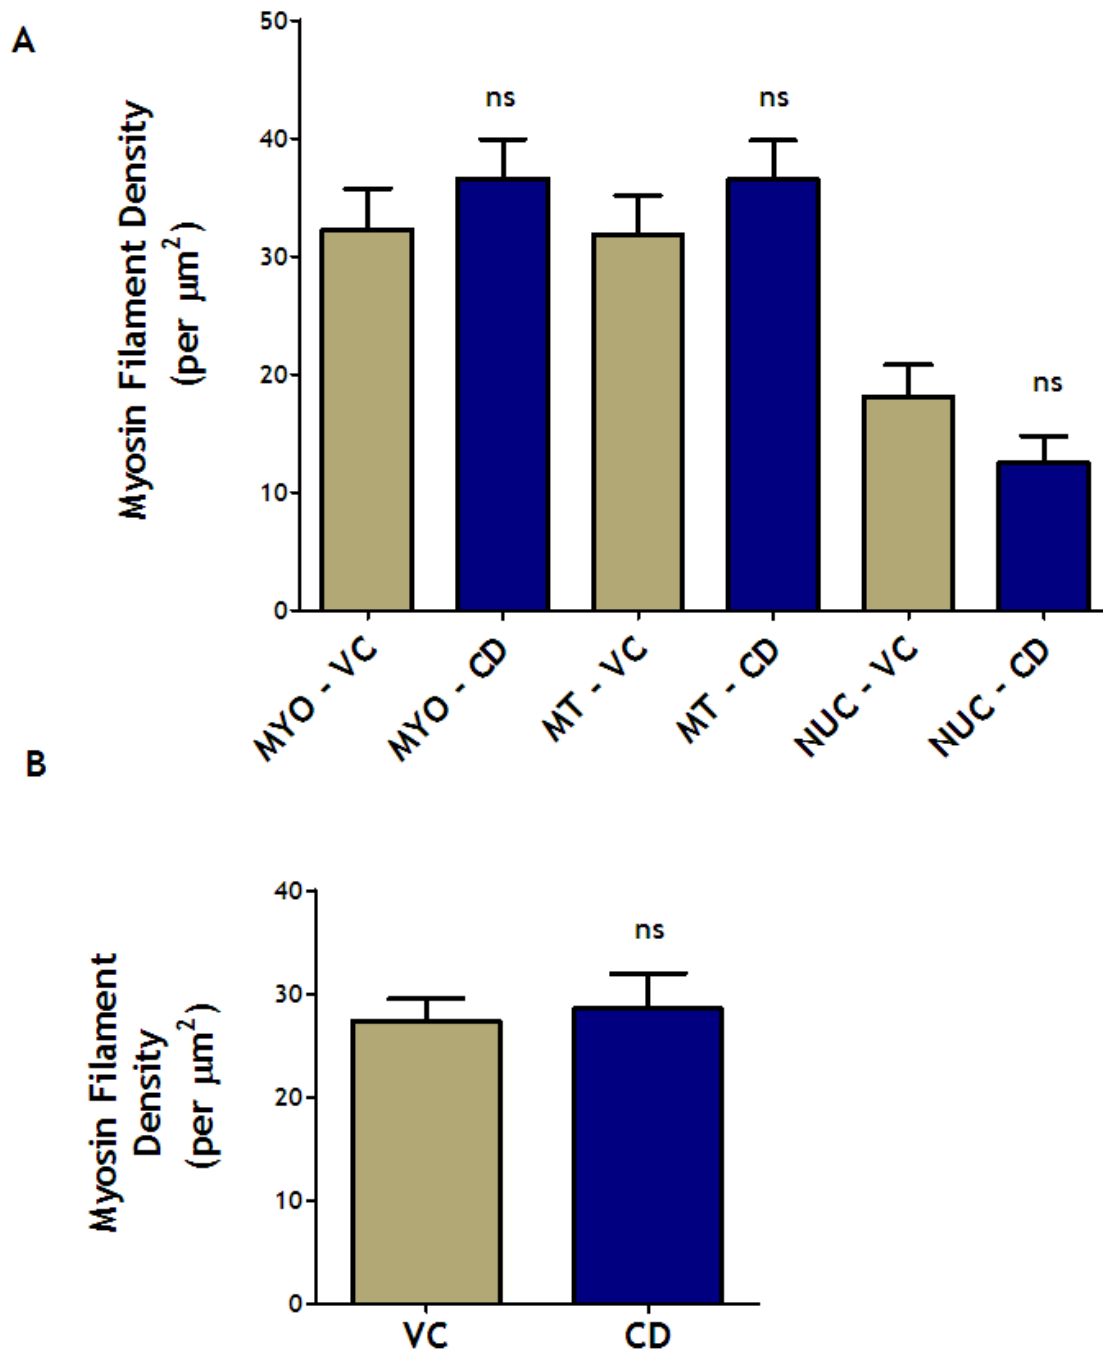 A
Myosin Filament Density
(per μm²)
50
40
30
20
10
0
ns
ns
ns
MYO - VC
MYO - CD
MT - VC
MT - CD
NUC - VC
NUC - CD
B
Myosin Filament
Density
(per μm²)
40
30
20
10
0
ns
VC
CD